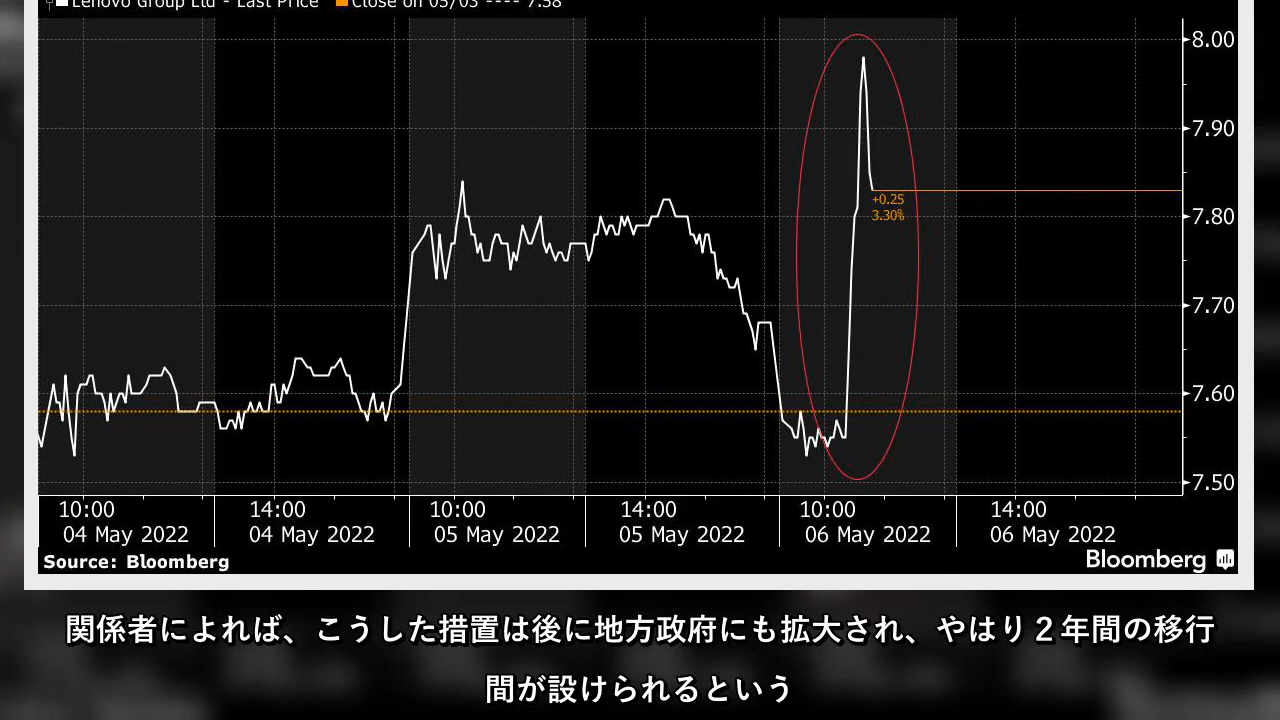 Lenovo Group Ltd - Last Price Close on 05/03 ---- 7.58
8.00
7.90
+0.25
3.30%
7.80
7.70
7.60
7.50
10:00 14:00 10:00 14:00 10:00 14:00
04 May 2022 04 May 2022 05 May 2022 05 May 2022 06 May 2022 06 May 2022
Source: Bloomberg Bloomberg
関係者によれば、こうした措置は後に地方政府にも拡大され、やはり２年間の移行
間が設けられるという